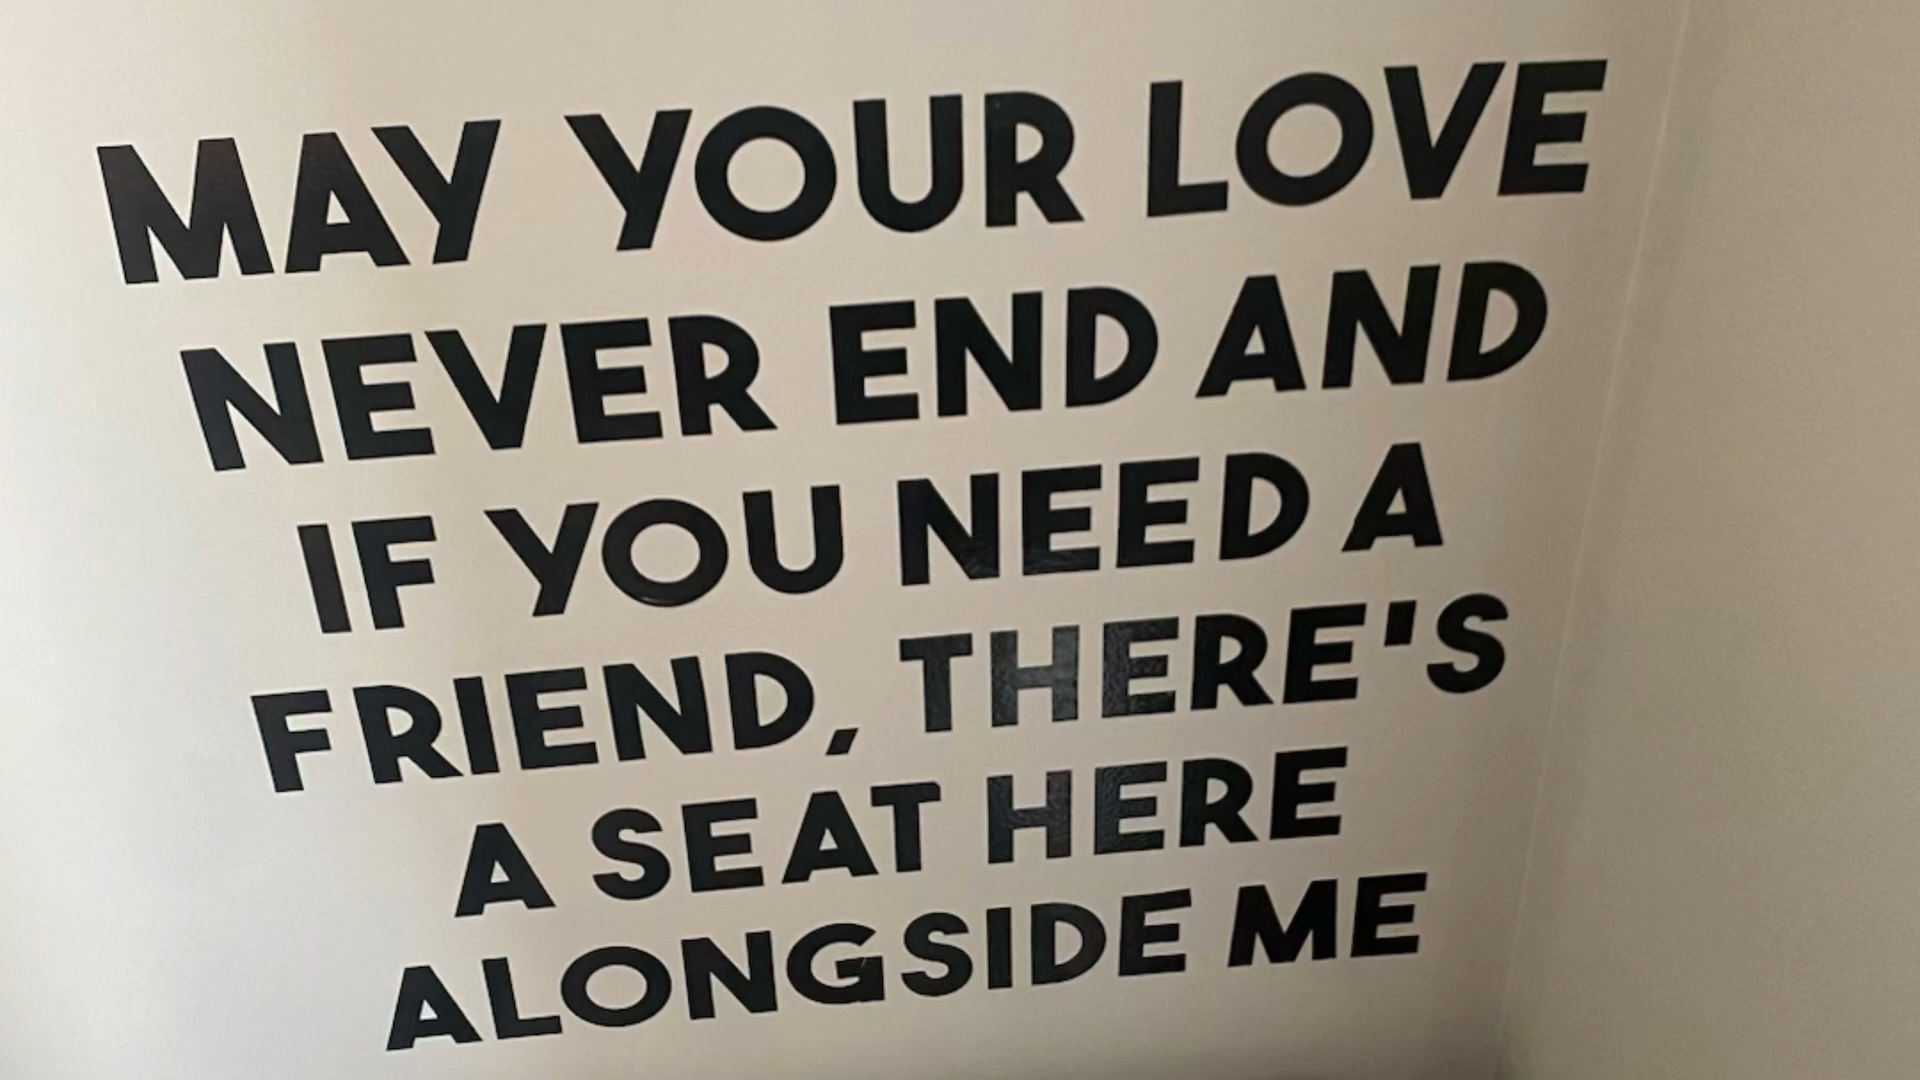 MAY YOUR LOVE
NEVER END AND
IF YOU NEED A
FRIEND, THERE'S
A SEAT HERE
ALONGSIDE ME